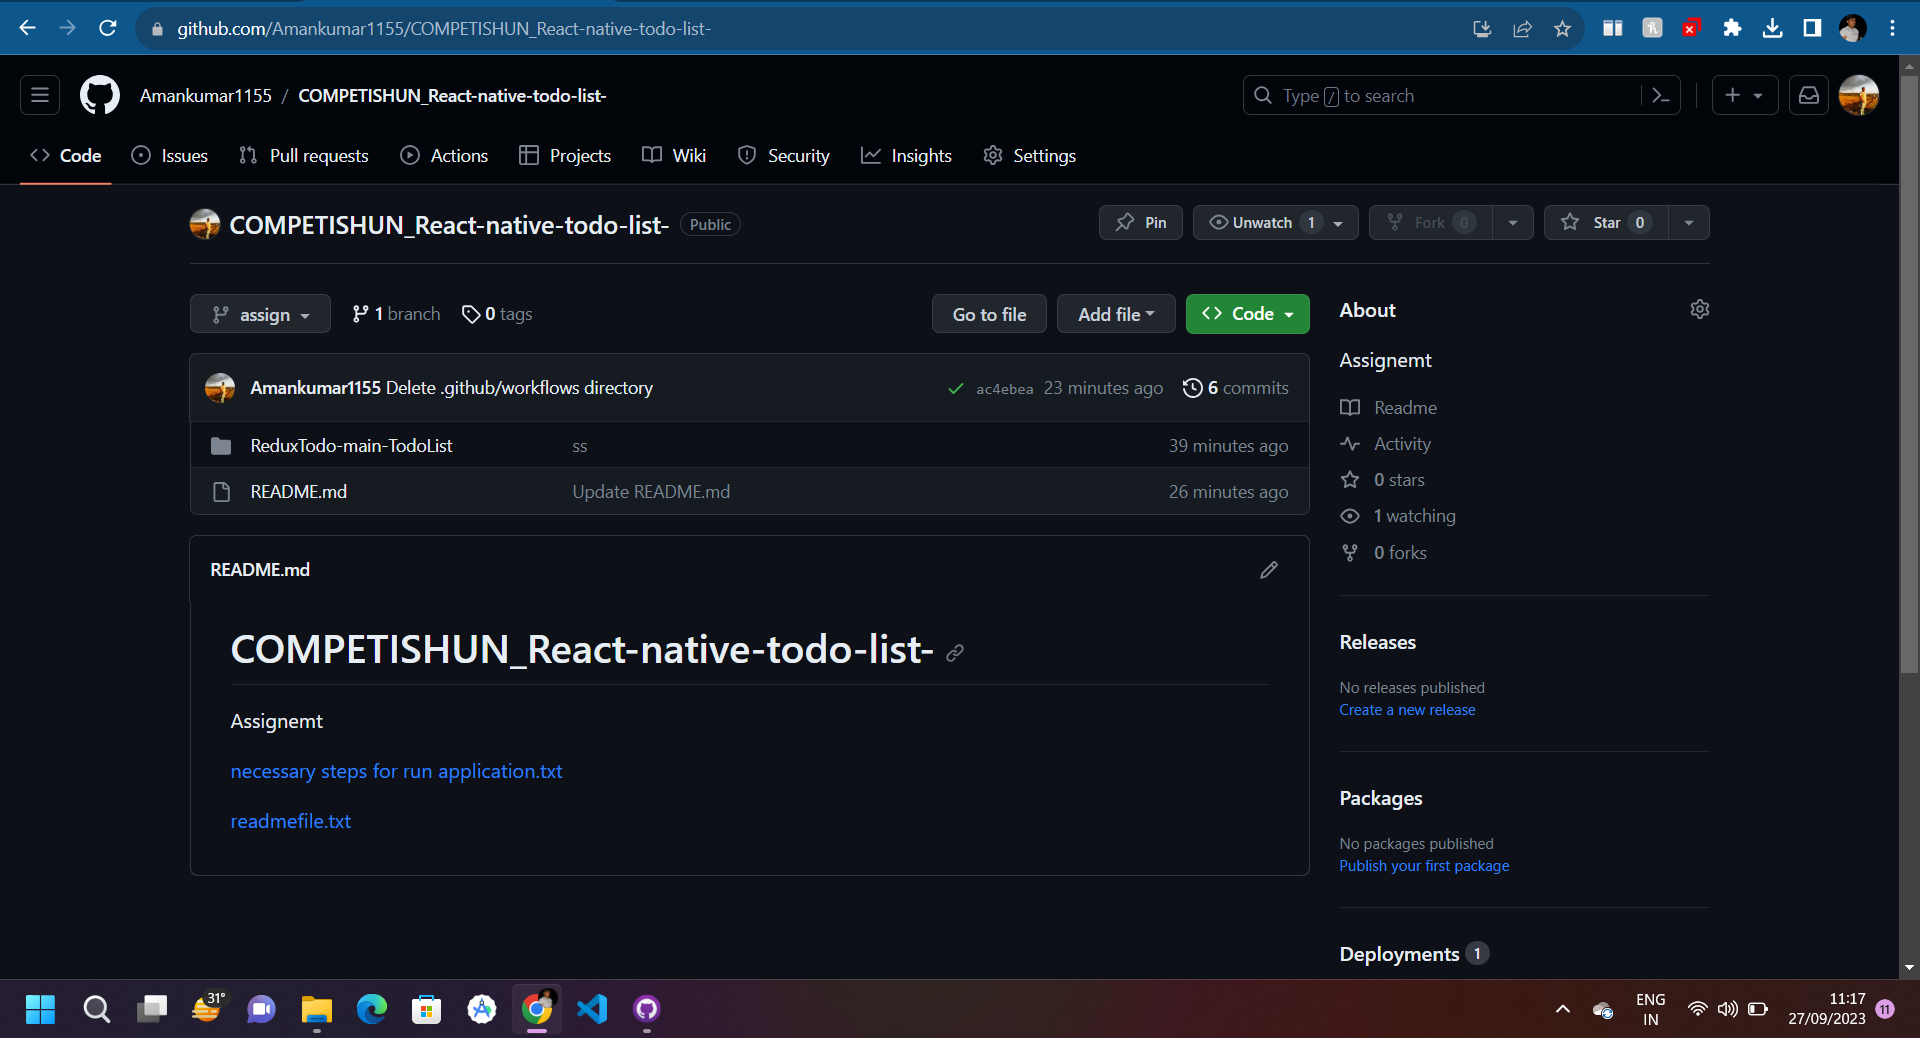 github.com/Amankumar1155/COMPETISHUN_React-native-todo-list-
Amankumar1155 / COMPETISHUN_React-native-todo-list-
Type / to search
Code Issues Pull requests Actions Projects Wiki Security Insights Settings
COMPETISHUN_React-native-todo-list- Public
Pin Unwatch 1 Fork 0 Star 0
assign 1 branch 0 tags
Go to file Add file Code
Amankumar1155 Delete .github/workflows directory ac4ebea 23 minutes ago 6 commits
ReduxTodo-main-TodoList ss 39 minutes ago
README.md Update README.md 26 minutes ago
README.md
COMPETISHUN_React-native-todo-list-
Assignemt
necessary steps for run application.txt
readmefile.txt
About
Assignemt
Readme
Activity
0 stars
1 watching
0 forks
Releases
No releases published
Create a new release
Packages
No packages published
Publish your first package
Deployments 1
31°
ENG
IN
11:17
27/09/2023
11